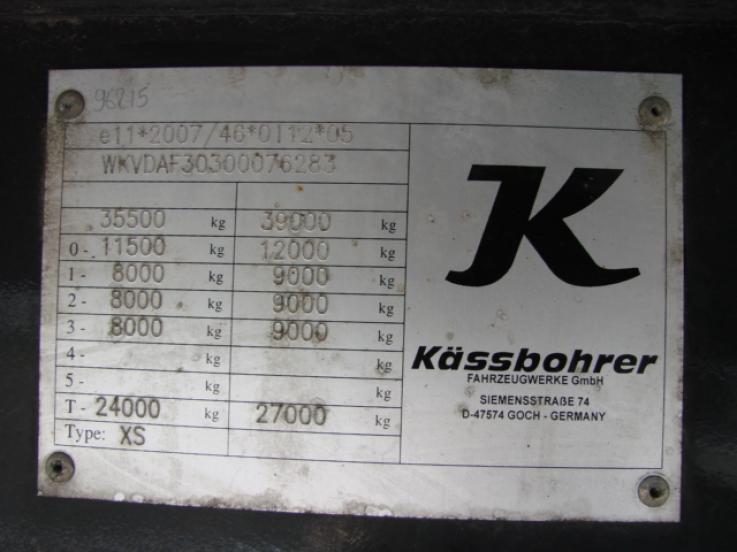 96215
e11*2007/46*0112*05
WKVDAF30300076283
35500 kg 39000 kg
0- 11500 kg 12000 kg
1- 8000 kg 9000 kg
2- 8000 kg 9000 kg
3- 8000 kg 9000 kg
4- kg kg
5- kg kg
T- 24000 kg 27000 kg
Type: XS
K
Kässbohrer
FAHRZEUGWERKE GmbH
SIEMENSSTRAßE 74
D-47574 GOCH - GERMANY